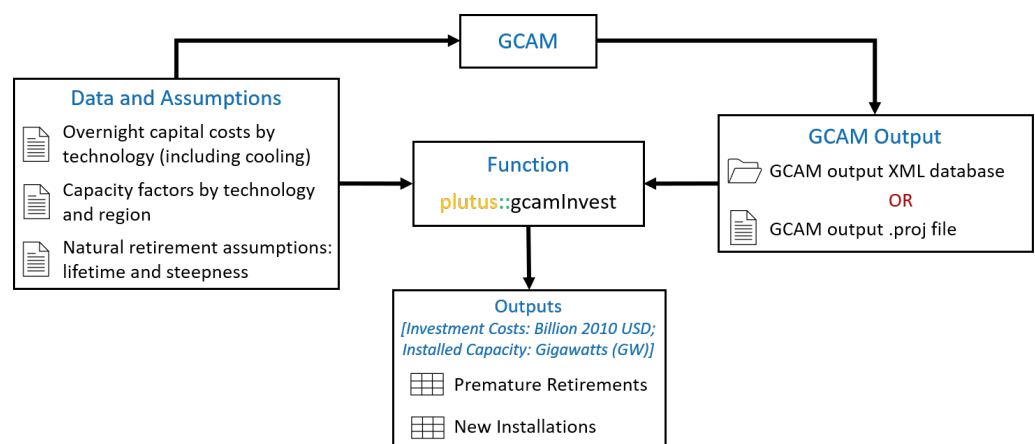 GCAM
Data and Assumptions
Overnight capital costs by
technology (including cooling)
Capacity factors by technology
and region
Natural retirement assumptions:
lifetime and steepness
Function
plutus::gcamInvest
GCAM Output
GCAM output XML database
OR
GCAM output .proj file
Outputs
[Investment Costs: Billion 2010 USD;
Installed Capacity: Gigawatts (GW)]
Premature Retirements
New Installations